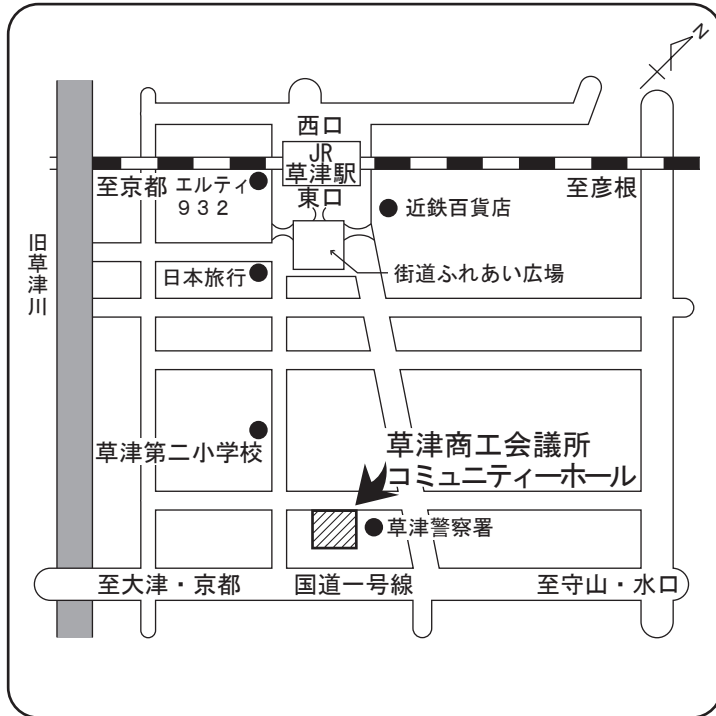 N
西口
JR
草津駅
東口
至京都
エルティ
932
至彦根
近鉄百貨店
旧草津川
日本旅行
街道ふれあい広場
草津第二小学校
草津商工会議所
コミュニティーホール
草津警察署
至大津・京都
国道一号線
至守山・水口